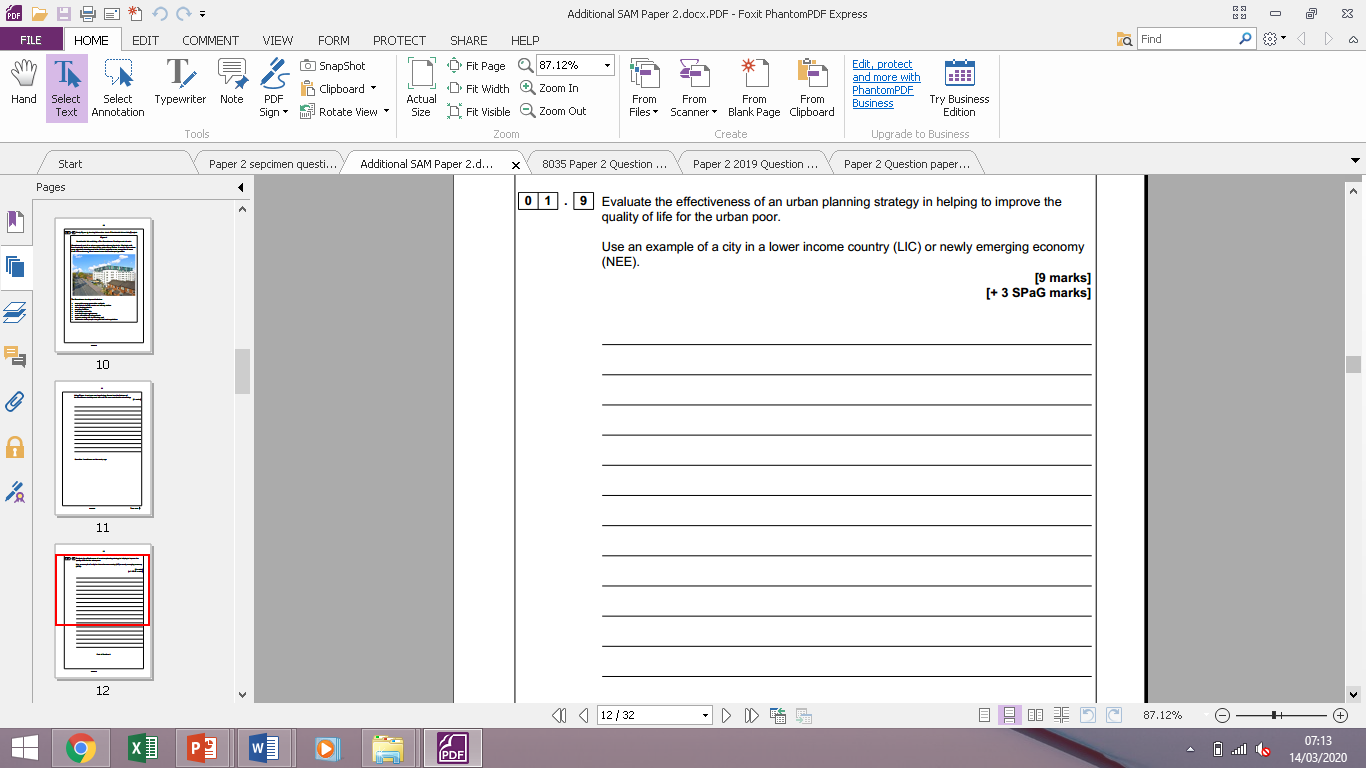 Additional SAM Paper 2.docx.PDF - Foxit PhantomPDF Express
FILE HOME EDIT COMMENT VIEW FORM PROTECT SHARE HELP
Find
Hand
Select Text
Select Annotation
Typewriter
Note
PDF Sign
SnapShot
Clipboard
Rotate View
Tools
Actual Size
Fit Page
Fit Width
Fit Visible
87.12%
Zoom In
Zoom Out
Zoom
From Files
From Scanner
From Blank Page
From Clipboard
Create
Edit, protect
and more with
PhantomPDF
Business
Try Business Edition
Upgrade to Business
Start
Paper 2 sepcimen questi...
Additional SAM Paper 2.d...
8035 Paper 2 Question ...
Paper 2 2019 Question ...
Paper 2 Question paper...
Pages
10
11
12
0 1 . 9 Evaluate the effectiveness of an urban planning strategy in helping to improve the
quality of life for the urban poor.
Use an example of a city in a lower income country (LIC) or newly emerging economy
(NEE).
[9 marks]
[+ 3 SPaG marks]
12 / 32
87.12%
PDF
07:13
14/03/2020